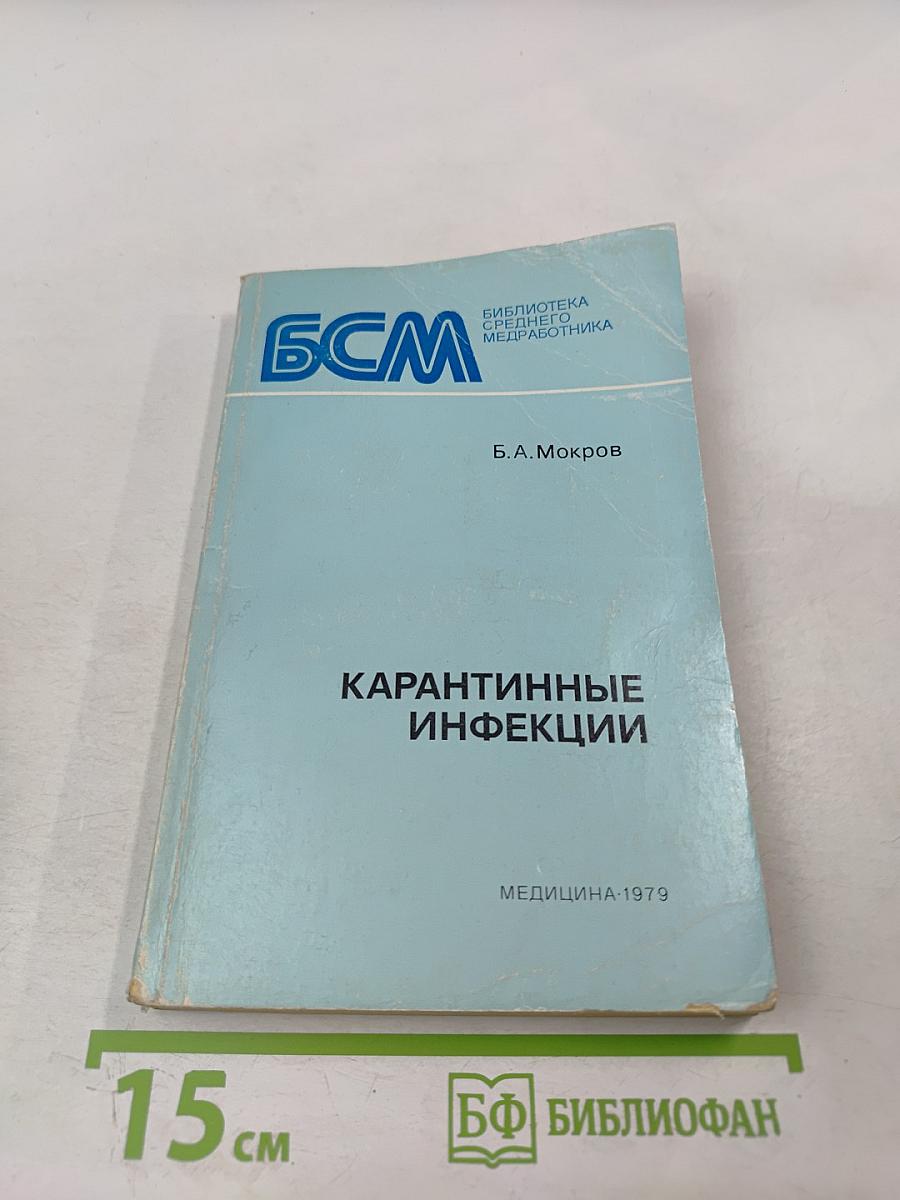 БСМ
БИБЛИОТЕКА
СРЕДНЕГО
МЕДРАБОТНИКА
Б.А.Мокров
КАРАНТИННЫЕ
ИНФЕКЦИИ
МЕДИЦИНА·1979
15 см
БФ БИБЛИОФАН